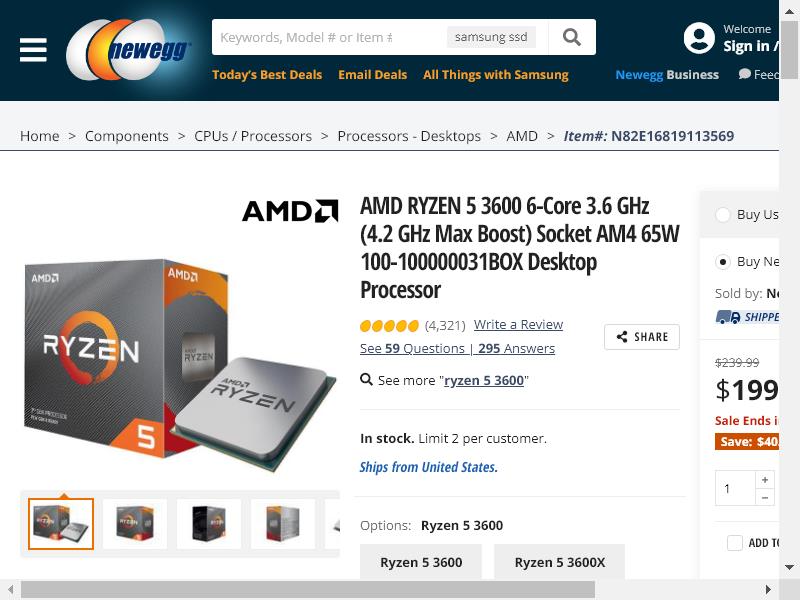 newegg
Keywords, Model # or Item #
samsung ssd
Welcome
Sign in /
Today's Best Deals
Email Deals
All Things with Samsung
Newegg Business
Feed
Home > Components > CPUs / Processors > Processors - Desktops > AMD > Item#: N82E16819113569
AMD
AMD RYZEN 5 3600 6-Core 3.6 GHz
(4.2 GHz Max Boost) Socket AM4 65W
100-100000031BOX Desktop
Processor
(4,321) Write a Review
See 59 Questions | 295 Answers
SHARE
See more "ryzen 5 3600"
In stock. Limit 2 per customer.
Ships from United States.
Options: Ryzen 5 3600
Ryzen 5 3600
Ryzen 5 3600X
AMD
AMD
RYZEN
RYZEN
AMD
RYZEN
5
Buy Us
Buy Ne
Sold by: Ne
SHIPPE
$239.99
$199
Sale Ends i
Save: $40.
1
+
−
ADD TO